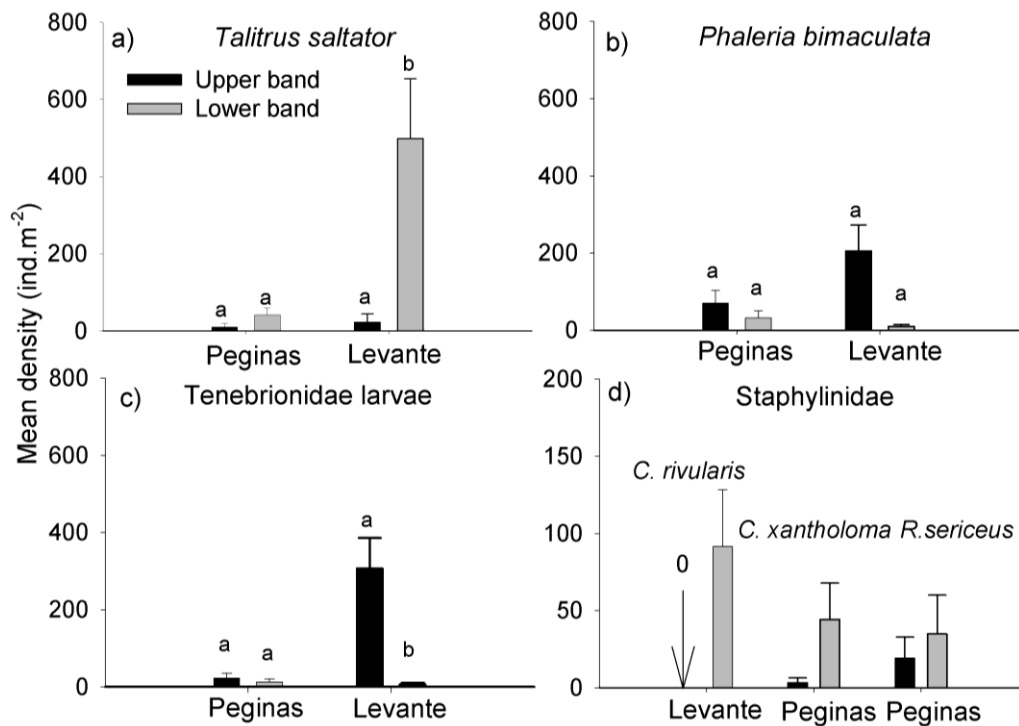 Mean density (ind.m-2)
a)
Talitrus saltator
Upper band
Lower band
800
600
400
200
0
a
a
a
b
Peginas
Levante
b)
Phaleria bimaculata
800
600
400
200
0
a
a
a
a
Peginas
Levante
c)
Tenebrionidae larvae
800
600
400
200
0
a
a
a
b
Peginas
Levante
d)
Staphylinidae
200
150
100
50
0
C. rivularis
C. xantholoma R.sericeus
0
Levante
Peginas
Peginas